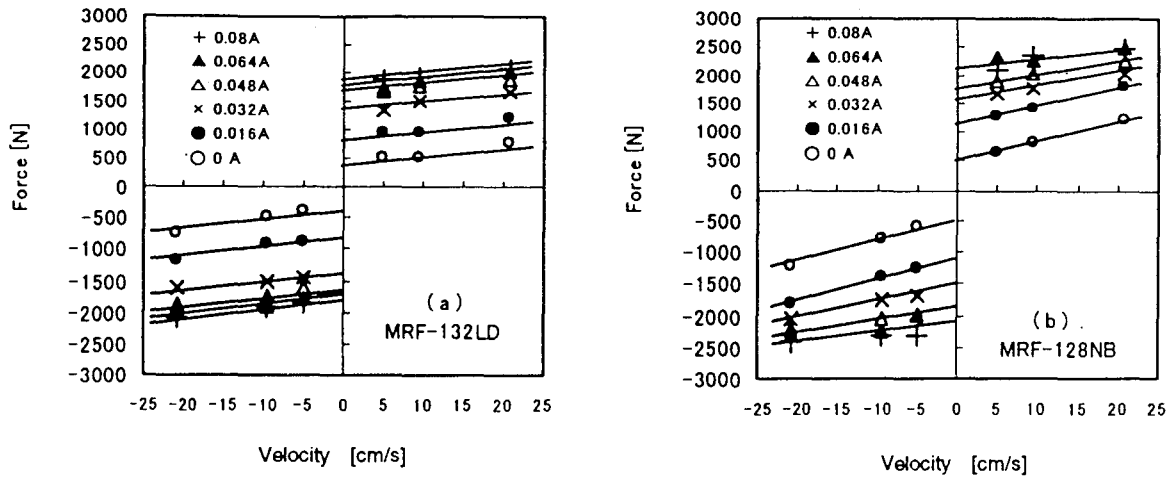 3000
2500
2000
1500
1000
500
0
-500
-1000
-1500
-2000
-2500
-3000
Force [N]
+ 0.08A
▲ 0.064A
△ 0.048A
× 0.032A
● 0.016A
○ 0 A
(a)
MRF-132LD
-25 -20 -15 -10 -5 0 5 10 15 20 25
Velocity [cm/s]
3000
2500
2000
1500
1000
500
0
-500
-1000
-1500
-2000
-2500
-3000
Force [N]
+ 0.08A
▲ 0.064A
△ 0.048A
× 0.032A
● 0.016A
○ 0 A
(b)
MRF-128NB
-25 -20 -15 -10 -5 0 5 10 15 20 25
Velocity [cm/s]